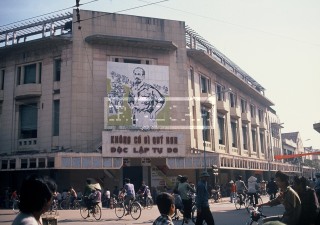 KHÔNG CÓ GÌ QUÝ HƠN
ĐỘC LẬP TỰ DO